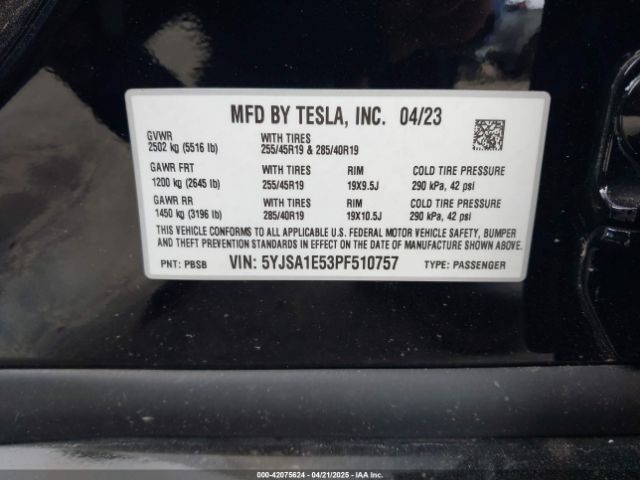 MFD BY TESLA, INC. 04/23
GVWR
2502 kg (5516 lb)
WITH TIRES
255/45R19 & 285/40R19
GAWR FRT
1200 kg (2645 lb)
WITH TIRES
255/45R19
RIM
19X9.5J
COLD TIRE PRESSURE
290 kPa, 42 psi
GAWR RR
1450 kg (3196 lb)
WITH TIRES
285/40R19
RIM
19X10.5J
COLD TIRE PRESSURE
290 kPa, 42 psi
THIS VEHICLE CONFORMS TO ALL APPLICABLE U.S. FEDERAL MOTOR VEHICLE SAFETY, BUMPER
AND THEFT PREVENTION STANDARDS IN EFFECT ON THE DATE OF MANUFACTURE SHOWN ABOVE.
PNT: PBSB VIN: 5YJSA1E53PF510757 TYPE: PASSENGER
000-42075624 - 04/21/2025 - IAAI.COM